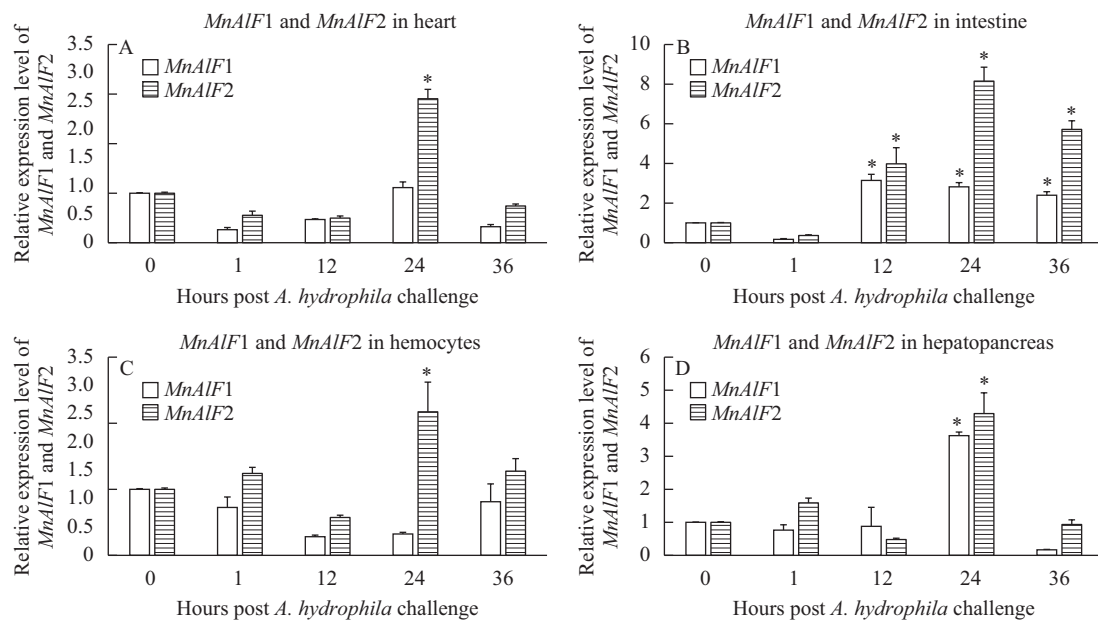 MnAlF1 and MnAlF2 in heart
Relative expression level of
MnAlF1 and MnAlF2
A
3.5
3.0
2.5
2.0
1.5
1.0
0.5
0
MnAlF1
MnAlF2
*
0 1 12 24 36
Hours post A. hydrophila challenge
MnAlF1 and MnAlF2 in intestine
Relative expression level of
MnAlF1 and MnAlF2
B
10
8
6
4
2
0
MnAlF1
MnAlF2
* * * * * *
0 1 12 24 36
Hours post A. hydrophila challenge
MnAlF1 and MnAlF2 in hemocytes
Relative expression level of
MnAlF1 and MnAlF2
C
3.5
3.0
2.5
2.0
1.5
1.0
0.5
0
MnAlF1
MnAlF2
*
0 1 12 24 36
Hours post A. hydrophila challenge
MnAlF1 and MnAlF2 in hepatopancreas
Relative expression level of
MnAlF1 and MnAlF2
D
6
5
4
3
2
1
0
MnAlF1
MnAlF2
* *
0 1 12 24 36
Hours post A. hydrophila challenge